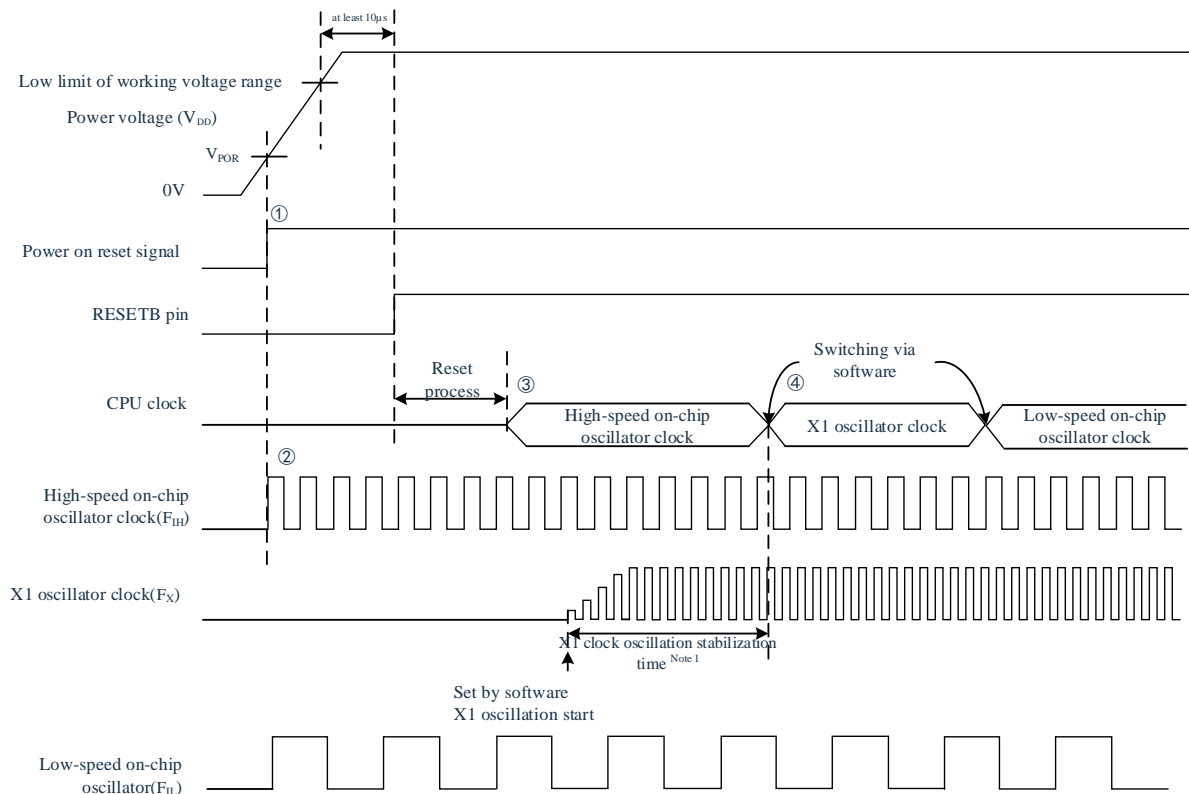 at least 10μs
Low limit of working voltage range
Power voltage (VDD)
VPOR
0V
①
Power on reset signal
RESETB pin
Reset
process
③
Switching via
software
④
CPU clock
High-speed on-chip
oscillator clock
X1 oscillator clock
Low-speed on-chip
oscillator clock
②
High-speed on-chip
oscillator clock(FIH)
X1 oscillator clock(FX)
X1 clock oscillation stabilization
time Note 1
Set by software
X1 oscillation start
Low-speed on-chip
oscillator(FIL)